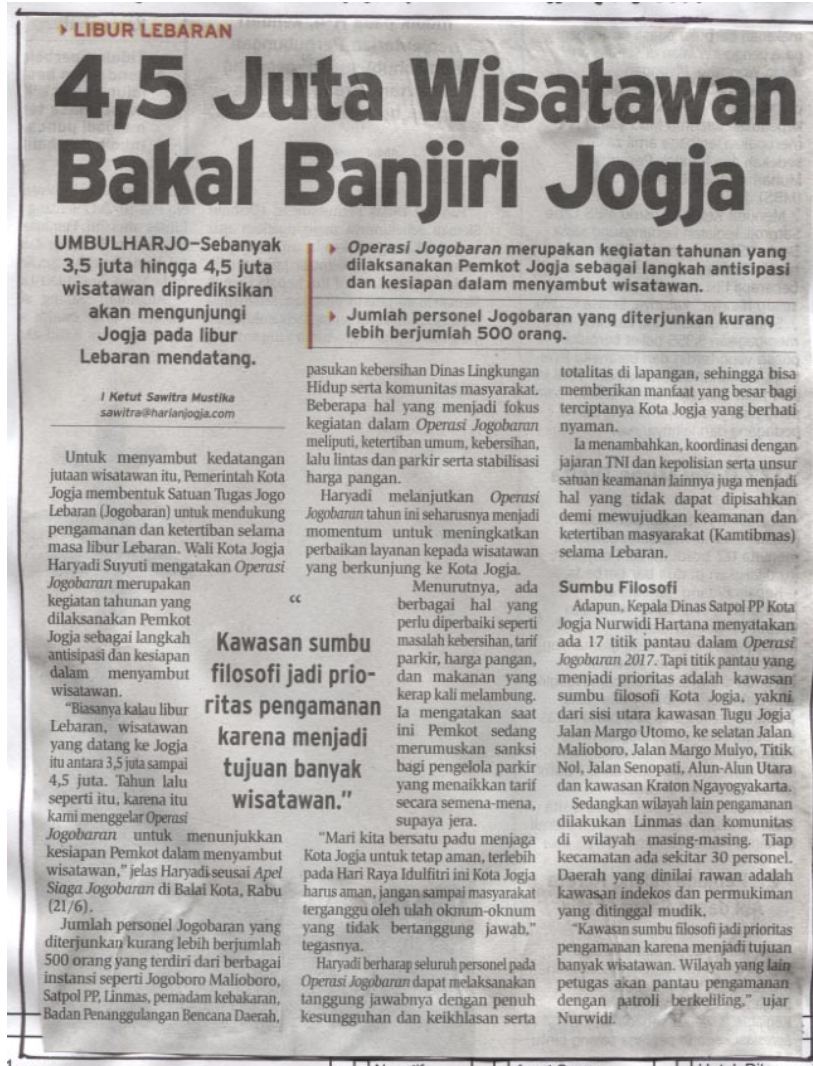 LIBUR LEBARAN
4,5 Juta Wisatawan
Bakal Banjiri Jogja
UMBULHARJO–Sebanyak
3,5 juta hingga 4,5 juta
wisatawan diprediksikan
akan mengunjungi
Jogja pada libur
Lebaran mendatang.
Operasi Jogobaran merupakan kegiatan tahunan yang
dilaksanakan Pemkot Jogja sebagai langkah antisipasi
dan kesiapan dalam menyambut wisatawan.
Jumlah personel Jogobaran yang diterjunkan kurang
lebih berjumlah 500 orang.
I Ketut Sawitra Mustika
sawitra@harianjogja.com
Untuk menyambut kedatangan
jutaan wisatawan itu, Pemerintah Kota
Jogja membentuk Satuan Tugas Jogo
Lebaran (Jogobaran) untuk mendukung
pengamanan dan ketertiban selama
masa libur Lebaran. Wali Kota Jogja
Haryadi Suyuti mengatakan Operasi
Jogobaran merupakan
kegiatan tahunan yang
dilaksanakan Pemkot
Jogja sebagai langkah
antisipasi dan kesiapan
dalam menyambut
wisatawan.
"Biasanya kalau libur
Lebaran, wisatawan
yang datang ke Jogja
itu antara 3,5 juta sampai
4,5 juta. Tahun lalu
seperti itu, karena itu
kami menggelar Operasi
Jogobaran untuk menunjukkan
kesiapan Pemkot dalam menyambut
wisatawan," jelas Haryadi seusai Apel
Siaga Jogobaran di Balai Kota, Rabu
(21/6).
Jumlah personel Jogobaran yang
diterjunkan kurang lebih berjumlah
500 orang yang terdiri dari berbagai
instansi seperti Jogoboro Malioboro,
Satpol PP, Linmas, pemadam kebakaran,
Badan Penanggulangan Bencana Daerah,
“
Kawasan sumbu
filosofi jadi prio-
ritas pengamanan
karena menjadi
tujuan banyak
wisatawan."
pasukan kebersihan Dinas Lingkungan
Hidup serta komunitas masyarakat.
Beberapa hal yang menjadi fokus
kegiatan dalam Operasi Jogobaran
meliputi, ketertiban umum, kebersihan,
lalu lintas dan parkir serta stabilisasi
harga pangan.
Haryadi melanjutkan Operasi
Jogobaran tahun ini seharusnya menjadi
momentum untuk meningkatkan
perbaikan layanan kepada wisatawan
yang berkunjung ke Kota Jogja.
Menurutnya, ada
berbagai hal yang
perlu diperbaiki seperti
masalah kebersihan, tarif
parkir, harga pangan,
dan makanan yang
kerap kali melambung.
Ia mengatakan saat
ini Pemkot sedang
merumuskan sanksi
bagi pengelola parkir
yang menaikkan tarif
secara semena-mena,
supaya jera.
"Mari kita bersatu padu menjaga
Kota Jogja untuk tetap aman, terlebih
pada Hari Raya Idulfitri ini Kota Jogja
harus aman, jangan sampai masyarakat
terganggu oleh ulah oknum-oknum
yang tidak bertanggung jawab,"
tegasnya.
Haryadi berharap seluruh personel pada
Operasi Jogobaran dapat melaksanakan
tanggung jawabnya dengan penuh
kesungguhan dan keikhlasan serta
totalitas di lapangan, sehingga bisa
memberikan manfaat yang besar bagi
terciptanya Kota Jogja yang berhati
nyaman.
Ia menambahkan, koordinasi dengan
jajaran TNI dan kepolisian serta unsur
satuan keamanan lainnya juga menjadi
hal yang tidak dapat dipisahkan
demi mewujudkan keamanan dan
ketertiban masyarakat (Kamtibmas)
selama Lebaran.
Sumbu Filosofi
Adapun, Kepala Dinas Satpol PP Kota
Jogja Nurwidi Hartana menyatakan
ada 17 titik pantau dalam Operasi
Jogobaran 2017. Tapi titik pantau yang
menjadi prioritas adalah kawasan
sumbu filosofi Kota Jogja, yakni
dari sisi utara kawasan Tugu Jogja
Jalan Margo Utomo, ke selatan Jalan
Malioboro, Jalan Margo Mulyo, Titik
Nol, Jalan Senopati, Alun-Alun Utara
dan kawasan Kraton Ngayogyakarta.
Sedangkan wilayah lain pengamanan
dilakukan Linmas dan komunitas
di wilayah masing-masing. Tiap
kecamatan ada sekitar 30 personel.
Daerah yang dinilai rawan adalah
kawasan indekos dan permukiman
yang ditinggal mudik.
"Kawasan sumbu filosofi jadi prioritas
pengamanan karena menjadi tujuan
banyak wisatawan. Wilayah yang lain
petugas akan pantau pengamanan
dengan patroli berkeliling," ujar
Nurwidi.